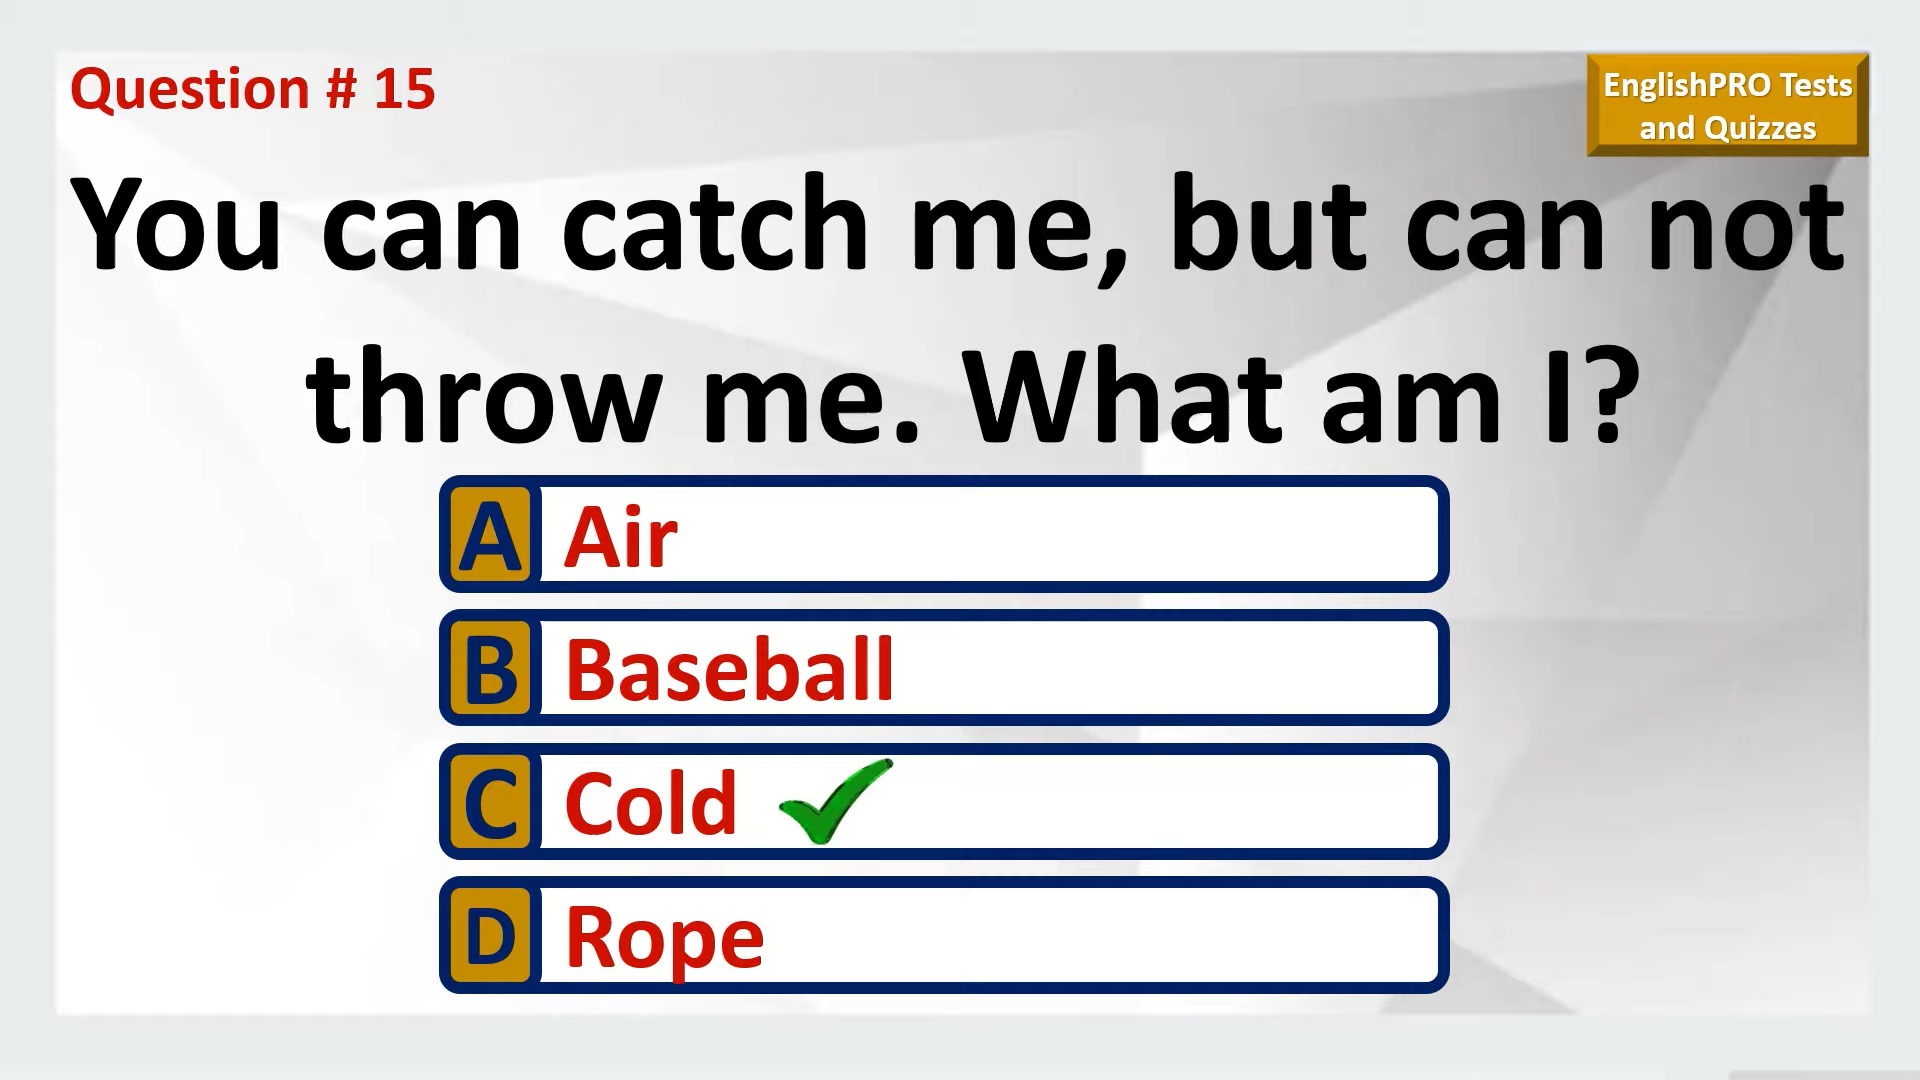 Question # 15
EnglishPRO Tests
and Quizzes
You can catch me, but can not
throw me. What am I?
A Air
B Baseball
C Cold
D Rope